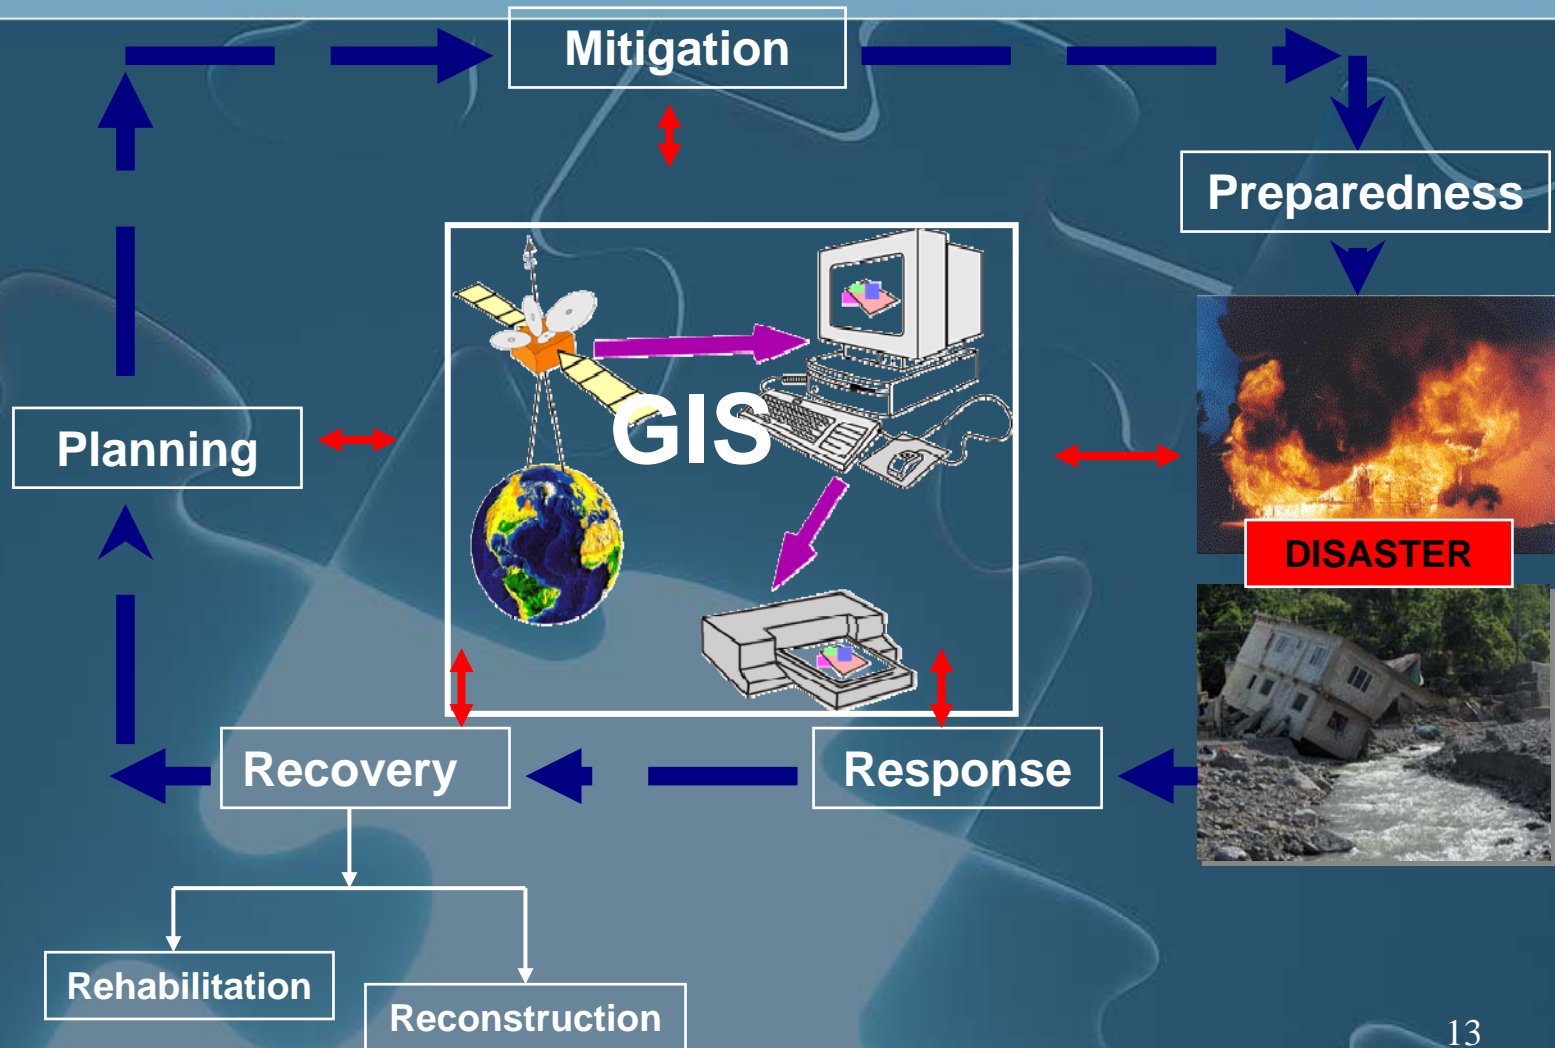 Mitigation
Preparedness
GIS
Planning
DISASTER
Recovery
Response
Rehabilitation
Reconstruction
13